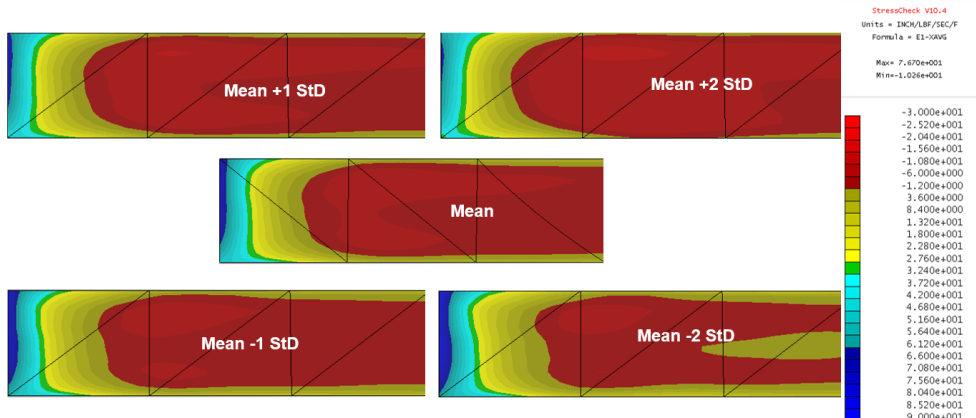 StressCheck V10.4
Units = INCH/LBF/SEC/F
Formula = E1-XAVG
Max= 7.670e+001
Min=-1.026e+001
Mean +1 StD
Mean +2 StD
Mean
Mean -1 StD
Mean -2 StD
-3.000e+001
-2.520e+001
-2.040e+001
-1.560e+001
-1.080e+001
-6.000e+000
-1.200e+000
3.600e+000
8.400e+000
1.320e+001
1.800e+001
2.280e+001
2.760e+001
3.240e+001
3.720e+001
4.200e+001
4.680e+001
5.160e+001
5.640e+001
6.120e+001
6.600e+001
7.080e+001
7.560e+001
8.040e+001
8.520e+001
9.000e+001